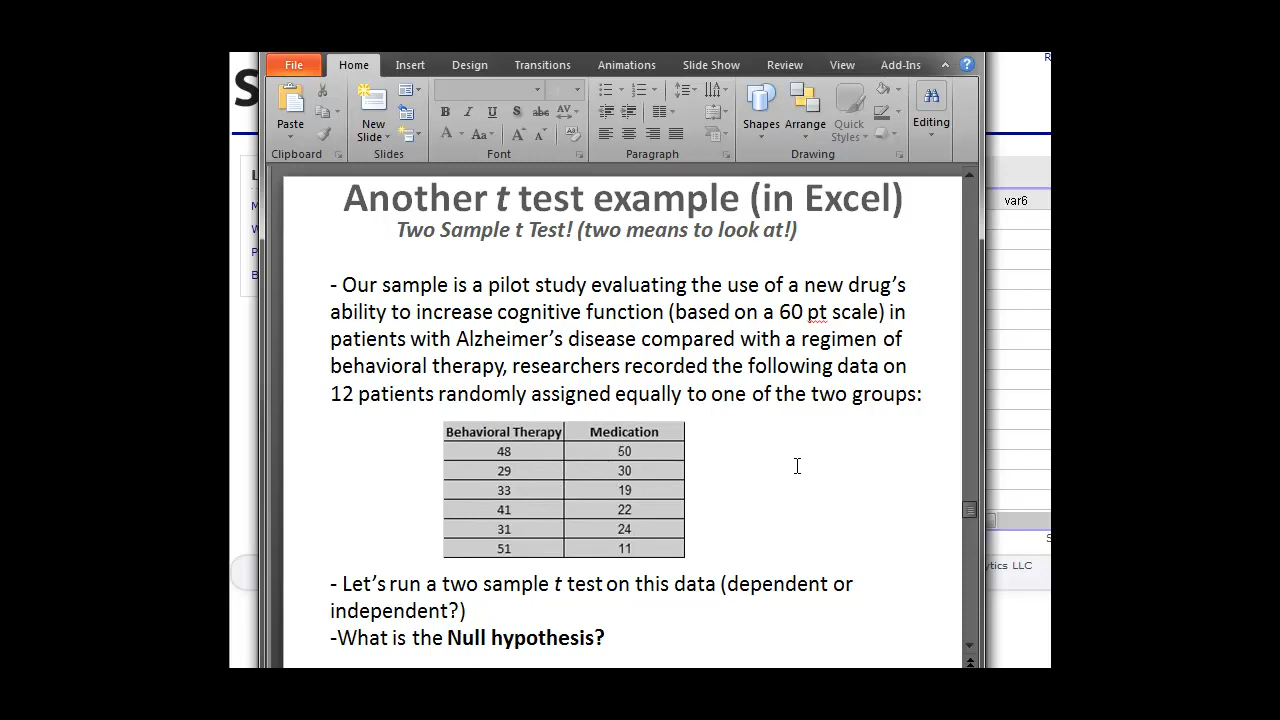 File Home Insert Design Transitions Animations Slide Show Review View Add-Ins
Paste New Slide Shapes Arrange Quick Styles Editing
Clipboard Slides Font Paragraph Drawing
Another t test example (in Excel)
Two Sample t Test! (two means to look at!)
var6
- Our sample is a pilot study evaluating the use of a new drug’s
ability to increase cognitive function (based on a 60 pt scale) in
patients with Alzheimer’s disease compared with a regimen of
behavioral therapy, researchers recorded the following data on
12 patients randomly assigned equally to one of the two groups:
Behavioral Therapy Medication
48 50
29 30
33 19
41 22
31 24
51 11
ytics LLC
- Let’s run a two sample t test on this data (dependent or
independent?)
-What is the Null hypothesis?